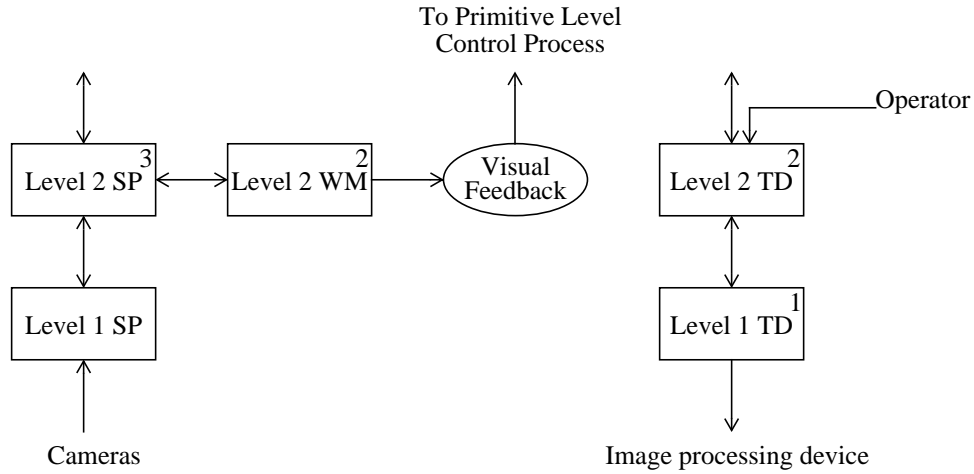 To Primitive Level
Control Process
Operator
3
Level 2 SP
2
Level 2 WM
Visual
Feedback
2
Level 2 TD
Level 1 SP
1
Level 1 TD
Cameras
Image processing device